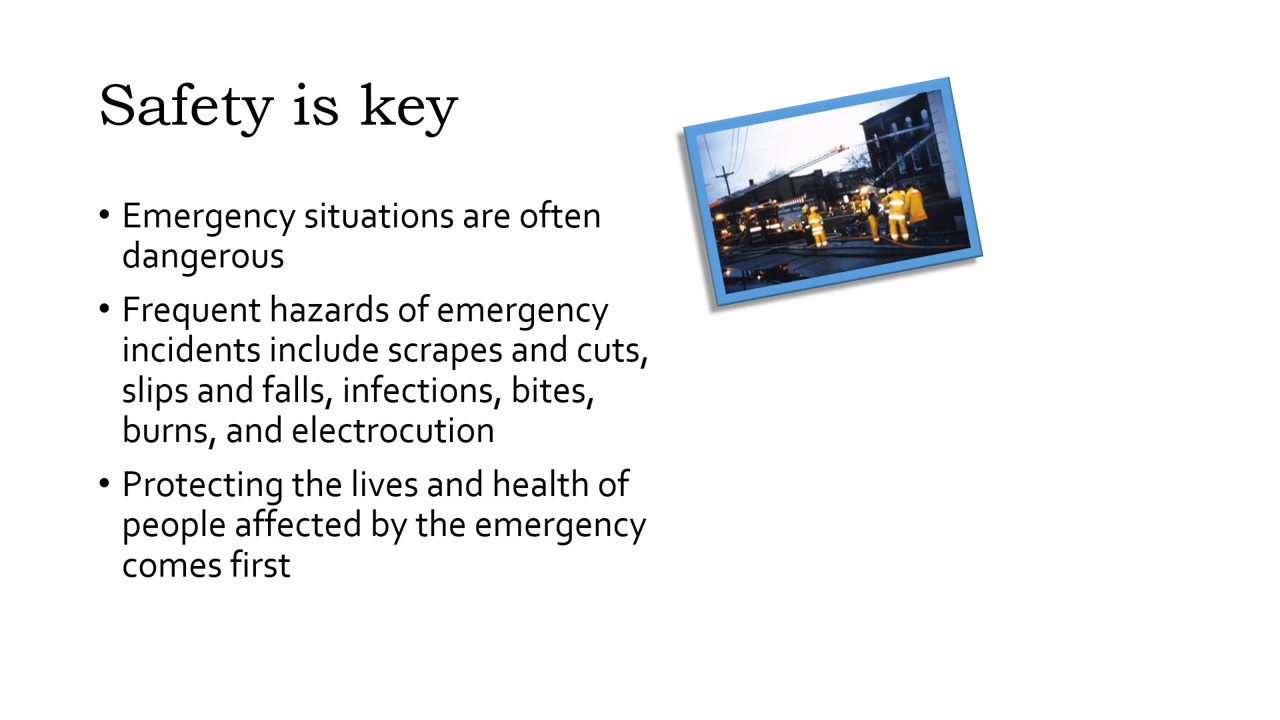 Safety is key
• Emergency situations are often
dangerous
• Frequent hazards of emergency
incidents include scrapes and cuts,
slips and falls, infections, bites,
burns, and electrocution
• Protecting the lives and health of
people affected by the emergency
comes first